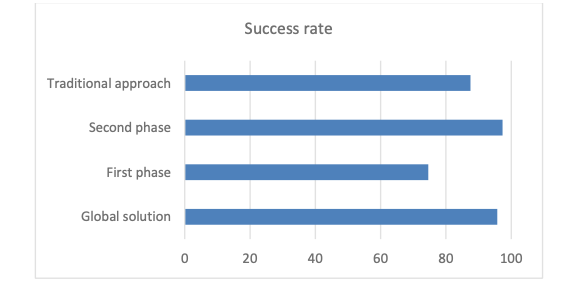 Success rate
Traditional approach
Second phase
First phase
Global solution
0 20 40 60 80 100